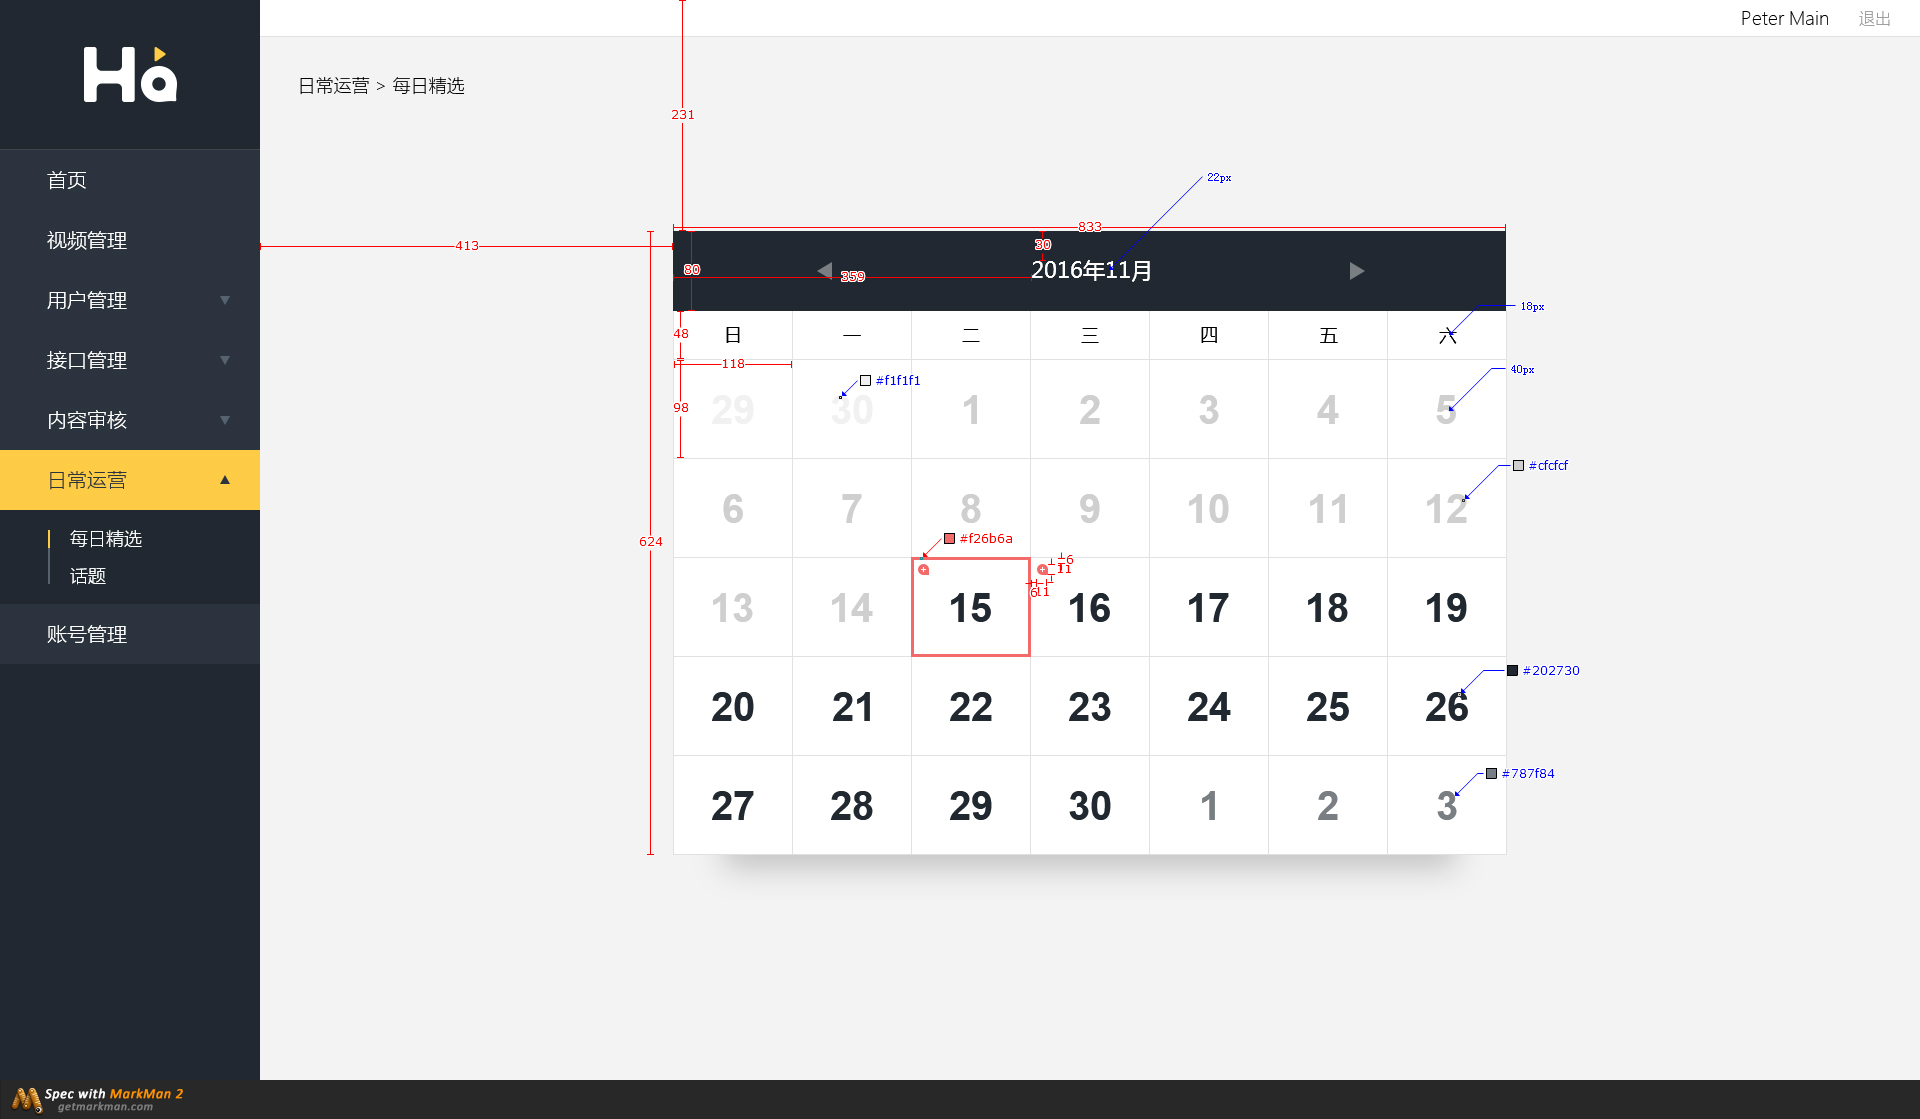 Peter Main 退出
Ha
日常运营 > 每日精选
231
首页
22px
833
视频管理
413
30
80
359
2016年11月
用户管理
18px
48
日 一 二 三 四 五 六
接口管理
118
40px
#f1f1f1
98
29 30 1 2 3 4 5
内容审核
#cfcfcf
日常运营
6 7 8 9 10 11 12
624
#f26b6a
每日精选
6
11
话题
6 11
13 14 15 16 17 18 19
账号管理
#202730
20 21 22 23 24 25 26
#787f84
27 28 29 30 1 2 3
Spec with MarkMan 2
getmarkman.com